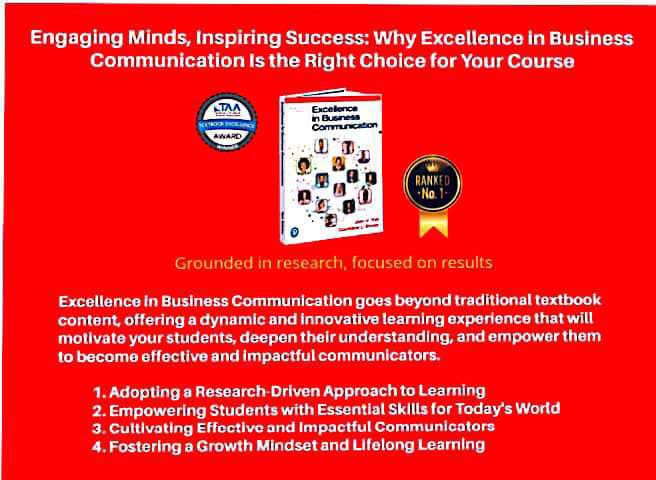 Engaging Minds, Inspiring Success: Why Excellence in Business
Communication Is the Right Choice for Your Course
TAA
TEXTBOOK EXCELLENCE
AWARD
WINNER
Excellence
in Business
Communication
RANKED
No. 1
Grounded in research, focused on results
Excellence in Business Communication goes beyond traditional textbook
content, offering a dynamic and innovative learning experience that will
motivate your students, deepen their understanding, and empower them
to become effective and impactful communicators.
1. Adopting a Research-Driven Approach to Learning
2. Empowering Students with Essential Skills for Today's World
3. Cultivating Effective and Impactful Communicators
4. Fostering a Growth Mindset and Lifelong Learning